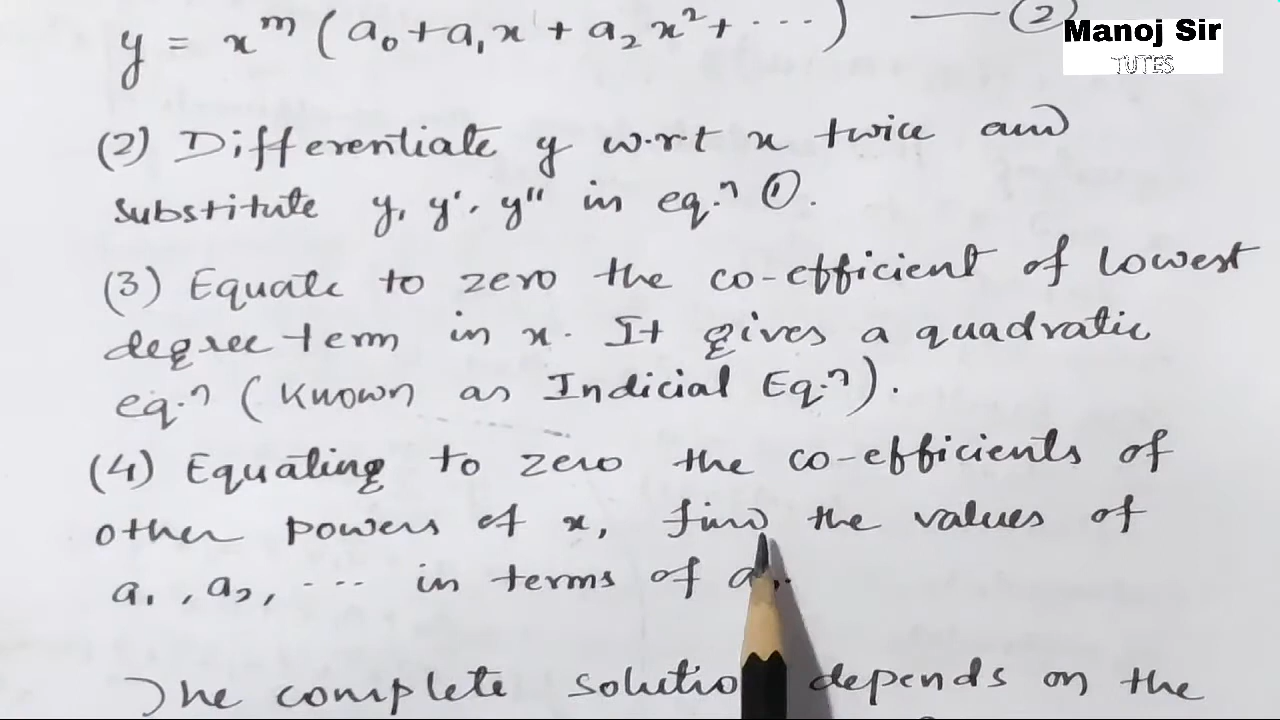 y = x^m (a₀ + a₁x + a₂x² + ···) —— (2)
Manoj Sir
TUTES
(2) Differentiate y w.r.t x twice and
substitute y, y', y" in eq.ⁿ ①.
(3) Equate to zero the co-efficient of lowest
degree term in x. It gives a quadratic
eq.ⁿ (Known as Indicial Eq.ⁿ).
(4) Equating to zero the co-efficients of
other powers of x, find the values of
a₁, a₂, ··· in terms of
The complete depends on the